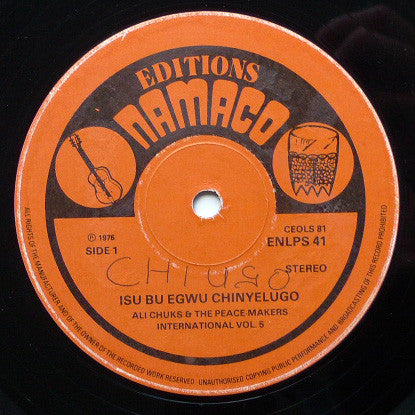 EDITIONS
NAMACO
℗ 1976
SIDE 1
CEOLS 81
ENLPS 41
STEREO
CHIUGO
ISU BU EGWU CHINYELUGO
ALI CHUKS & THE PEACE-MAKERS
INTERNATIONAL VOL. 5
ALL RIGHTS OF THE MANUFACTURER AND OF THE OWNER OF THE RECORDED WORK RESERVED UNAUTHORISED COPYING PUBLIC PERFORMANCE AND BROADCASTING OF THIS RECORD PROHIBITED